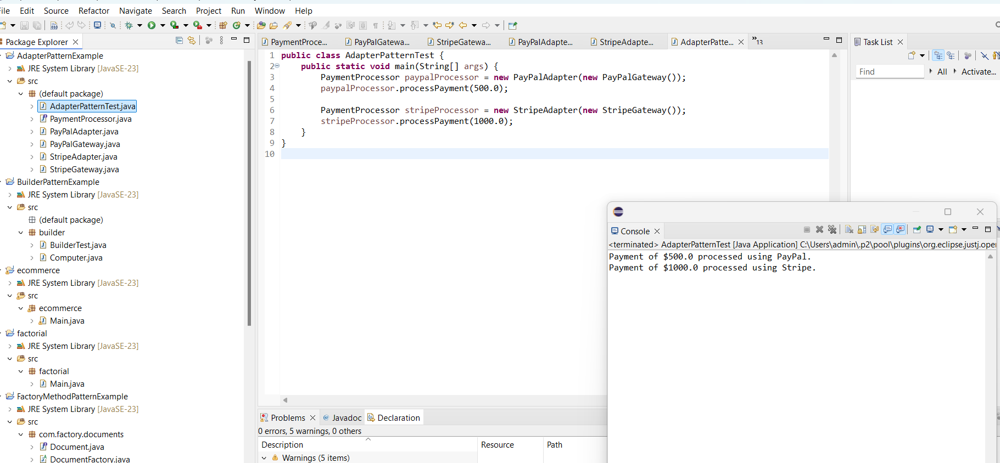 File Edit Source Refactor Navigate Search Project Run Window Help
Package Explorer
AdapterPatternExample
JRE System Library [JavaSE-23]
src
(default package)
AdapterPatternTest.java
PaymentProcessor.java
PayPalAdapter.java
PayPalGateway.java
StripeAdapter.java
StripeGateway.java
BuilderPatternExample
JRE System Library [JavaSE-23]
src
(default package)
builder
BuilderTest.java
Computer.java
ecommerce
JRE System Library [JavaSE-23]
src
ecommerce
Main.java
factorial
JRE System Library [JavaSE-23]
src
factorial
Main.java
FactoryMethodPatternExample
JRE System Library [JavaSE-23]
src
com.factory.documents
Document.java
DocumentFactory.java
PaymentProce... PayPalGatewa... StripeGatewa... PayPalAdapte... StripeAdapte... AdapterPatte... »13
1 public class AdapterPatternTest {
2 public static void main(String[] args) {
3 PaymentProcessor paypalProcessor = new PayPalAdapter(new PayPalGateway());
4 paypalProcessor.processPayment(500.0);
5
6 PaymentProcessor stripeProcessor = new StripeAdapter(new StripeGateway());
7 stripeProcessor.processPayment(1000.0);
8 }
9 }
10
Task List
Find All Activate...
Console
<terminated> AdapterPatternTest [Java Application] C:\Users\admin\.p2\pool\plugins\org.eclipse.justj.ope
Payment of $500.0 processed using PayPal.
Payment of $1000.0 processed using Stripe.
Problems Javadoc Declaration
0 errors, 5 warnings, 0 others
Description Resource Path
Warnings (5 items)